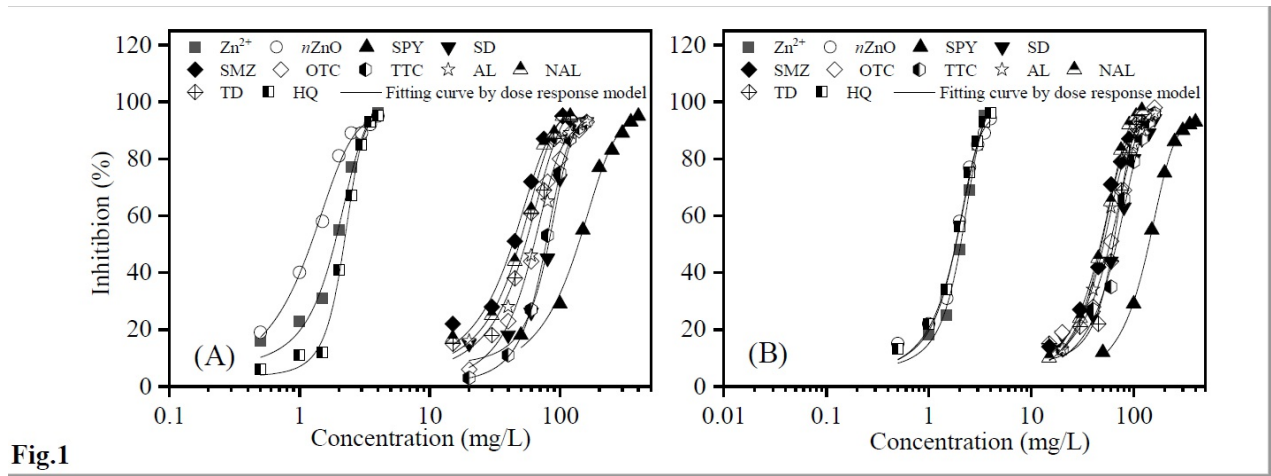 120
100
80
60
40
20
0
Inhitibion (%)
Zn²⁺ nZnO SPY SD
SMZ OTC TTC AL NAL
TD HQ Fitting curve by dose response model
(A)
0.1 1 10 100
Concentration (mg/L)
120
100
80
60
40
20
0
Zn²⁺ nZnO SPY SD
SMZ OTC TTC AL NAL
TD HQ Fitting curve by dose response model
(B)
0.01 0.1 1 10 100
Concentration (mg/L)
Fig.1